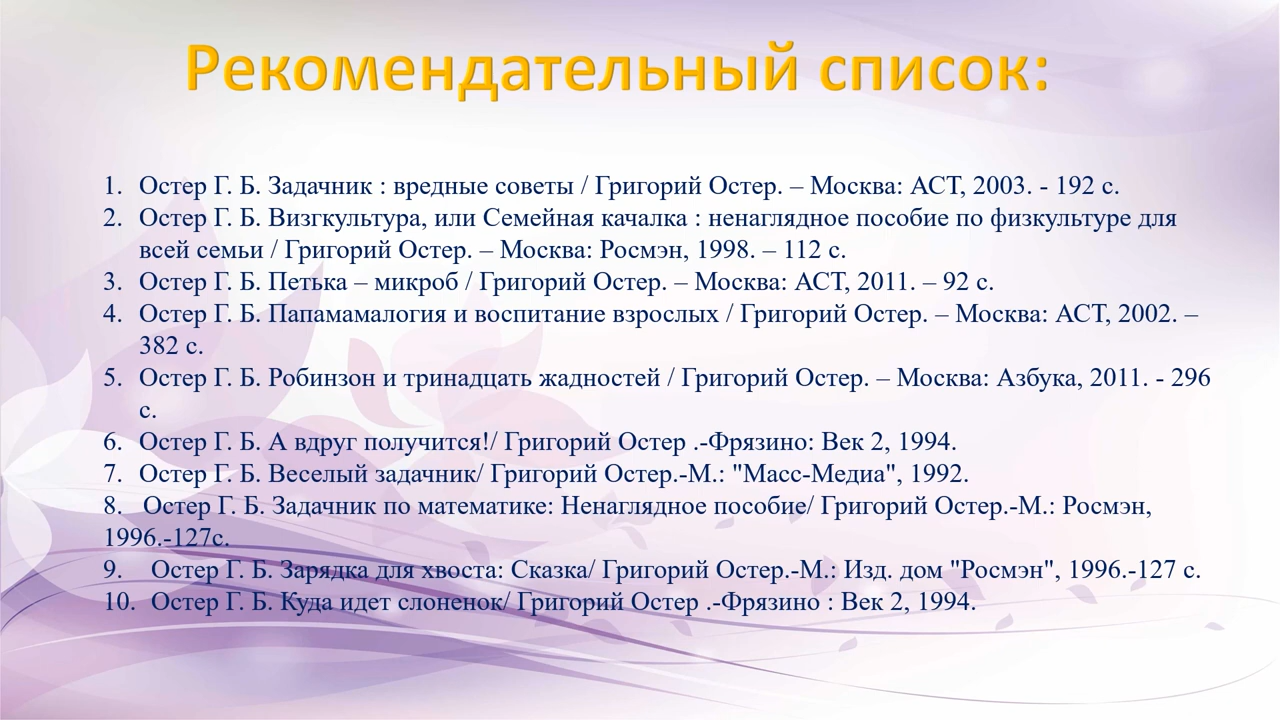 Рекомендательный список:
1. Остер Г. Б. Задачник : вредные советы / Григорий Остер. – Москва: АСТ, 2003. - 192 с.
2. Остер Г. Б. Визгкультура, или Семейная качалка : ненаглядное пособие по физкультуре для
всей семьи / Григорий Остер. – Москва: Росмэн, 1998. – 112 с.
3. Остер Г. Б. Петька – микроб / Григорий Остер. – Москва: АСТ, 2011. – 92 с.
4. Остер Г. Б. Папамамалогия и воспитание взрослых / Григорий Остер. – Москва: АСТ, 2002. –
382 с.
5. Остер Г. Б. Робинзон и тринадцать жадностей / Григорий Остер. – Москва: Азбука, 2011. - 296
с.
6. Остер Г. Б. А вдруг получится!/ Григорий Остер .-Фрязино: Век 2, 1994.
7. Остер Г. Б. Веселый задачник/ Григорий Остер.-М.: "Масс-Медиа", 1992.
8. Остер Г. Б. Задачник по математике: Ненаглядное пособие/ Григорий Остер.-М.: Росмэн,
1996.-127с.
9. Остер Г. Б. Зарядка для хвоста: Сказка/ Григорий Остер.-М.: Изд. дом "Росмэн", 1996.-127 с.
10. Остер Г. Б. Куда идет слоненок/ Григорий Остер .-Фрязино : Век 2, 1994.